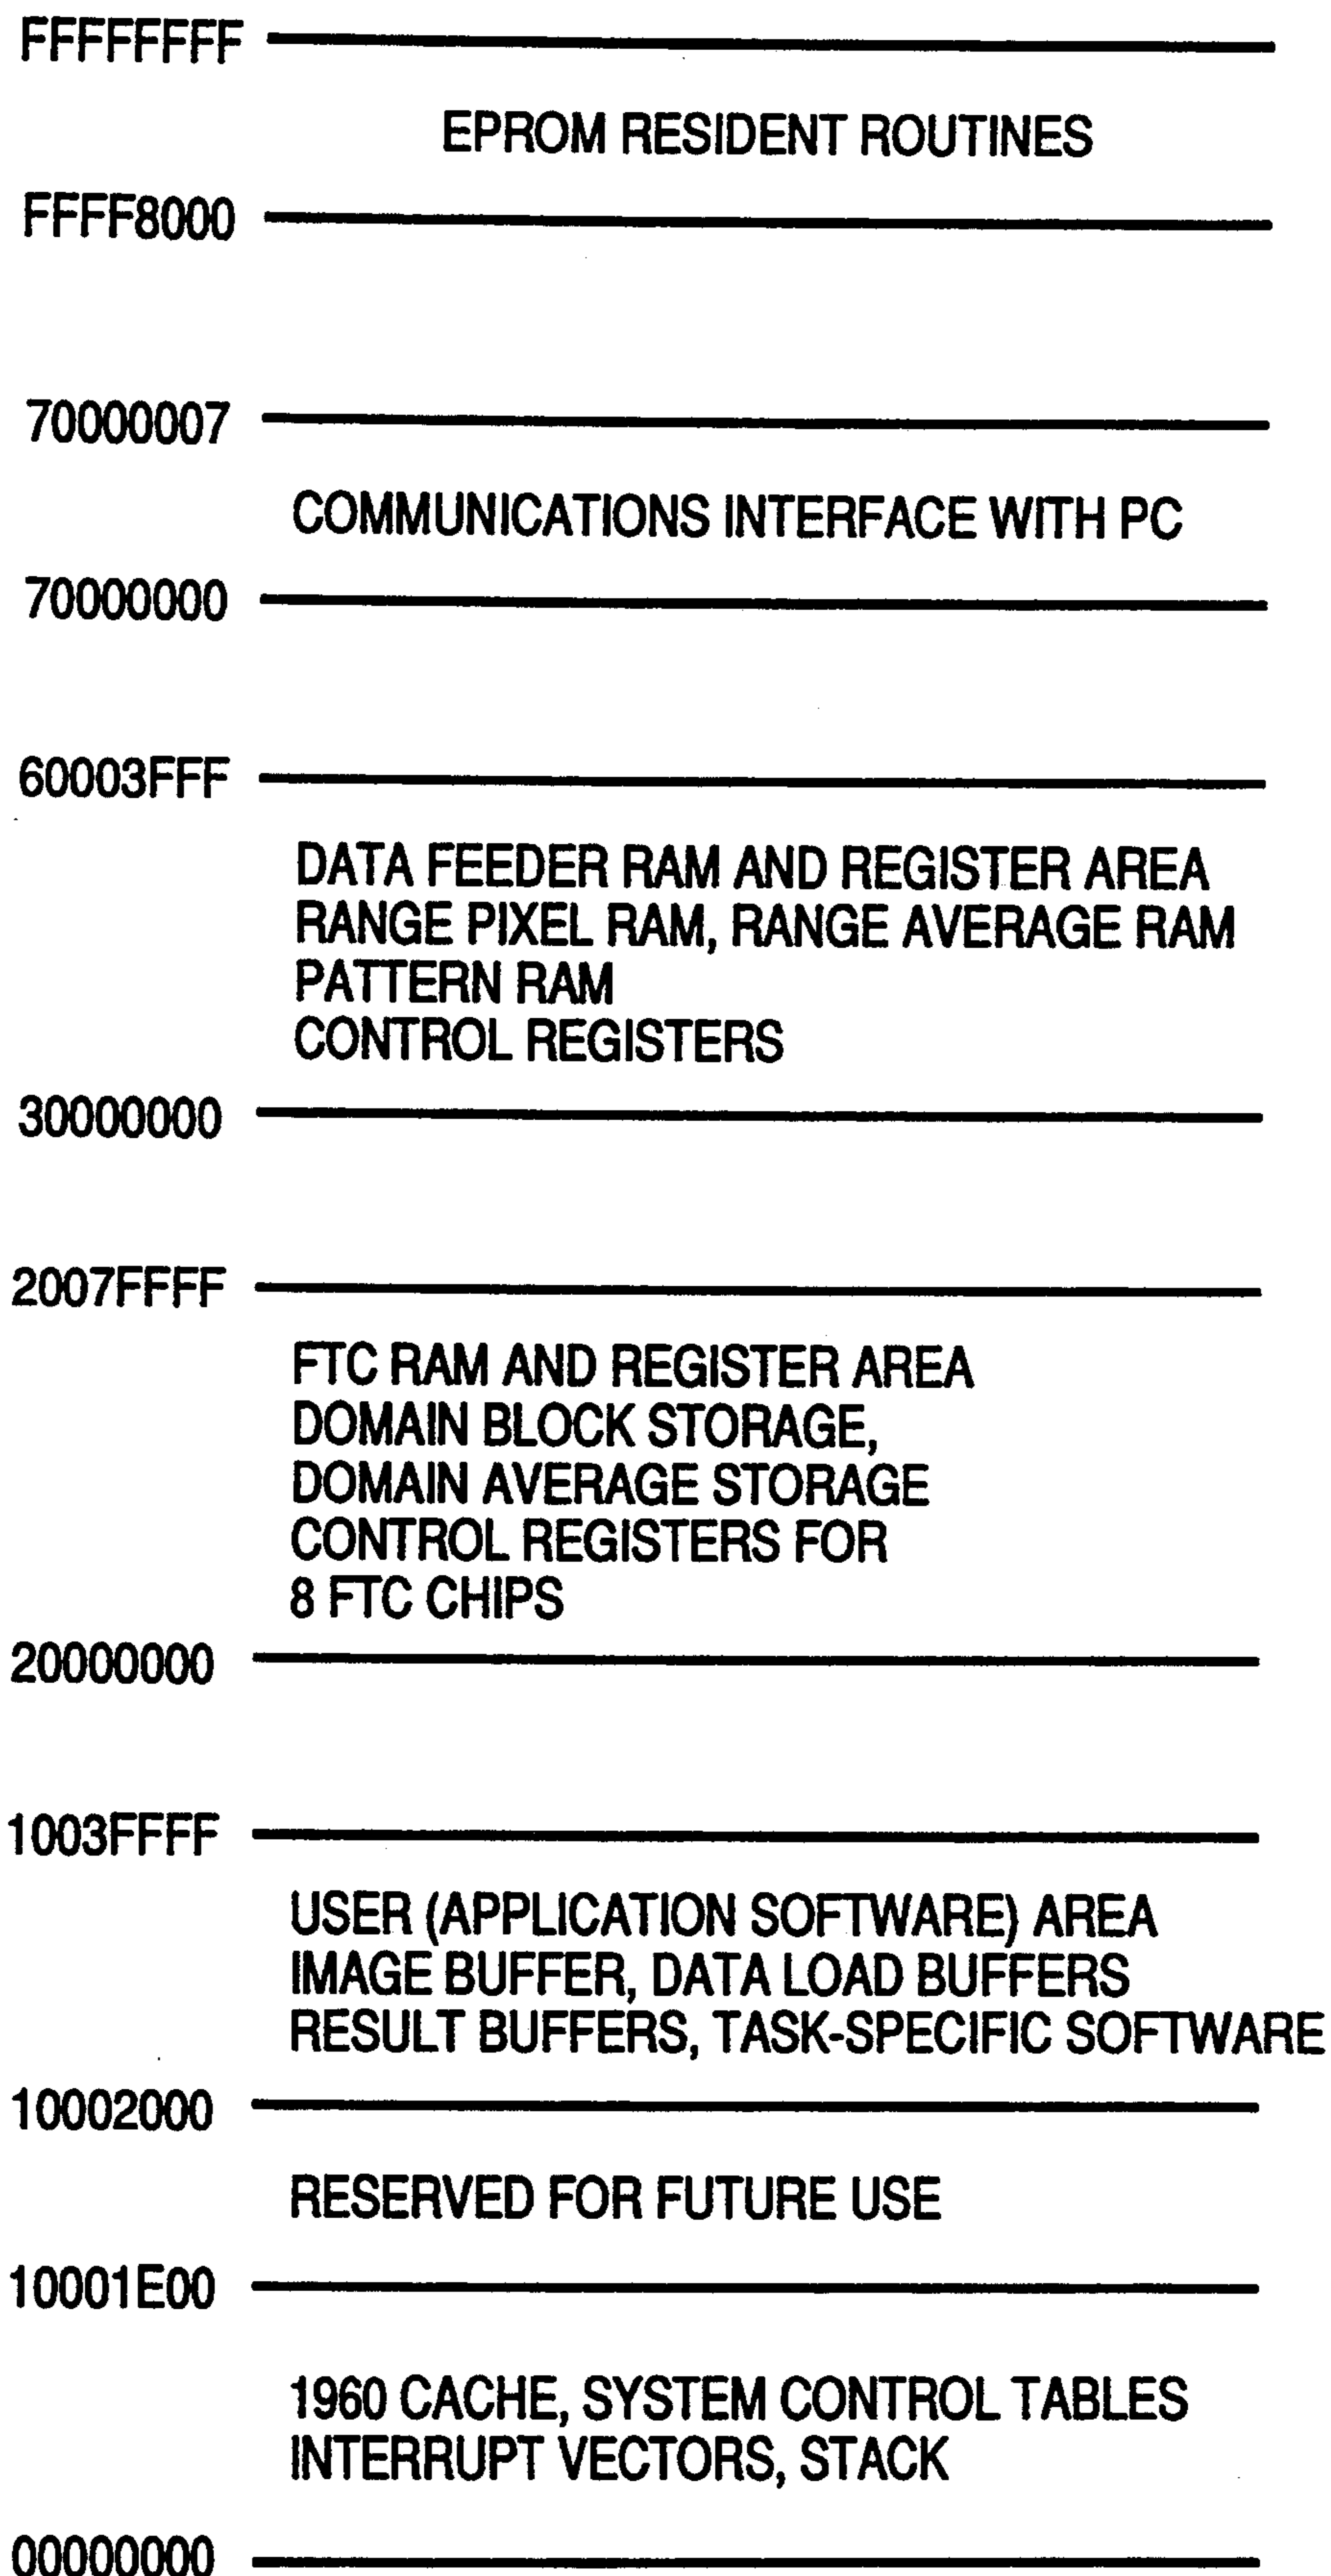 FFFFFFFF
EPROM RESIDENT ROUTINES
FFFF8000
70000007
COMMUNICATIONS INTERFACE WITH PC
70000000
60003FFF
DATA FEEDER RAM AND REGISTER AREA
RANGE PIXEL RAM, RANGE AVERAGE RAM
PATTERN RAM
CONTROL REGISTERS
30000000
2007FFFF
FTC RAM AND REGISTER AREA
DOMAIN BLOCK STORAGE,
DOMAIN AVERAGE STORAGE
CONTROL REGISTERS FOR
8 FTC CHIPS
20000000
1003FFFF
USER (APPLICATION SOFTWARE) AREA
IMAGE BUFFER, DATA LOAD BUFFERS
RESULT BUFFERS, TASK-SPECIFIC SOFTWARE
10002000
RESERVED FOR FUTURE USE
10001E00
1960 CACHE, SYSTEM CONTROL TABLES
INTERRUPT VECTORS, STACK
00000000